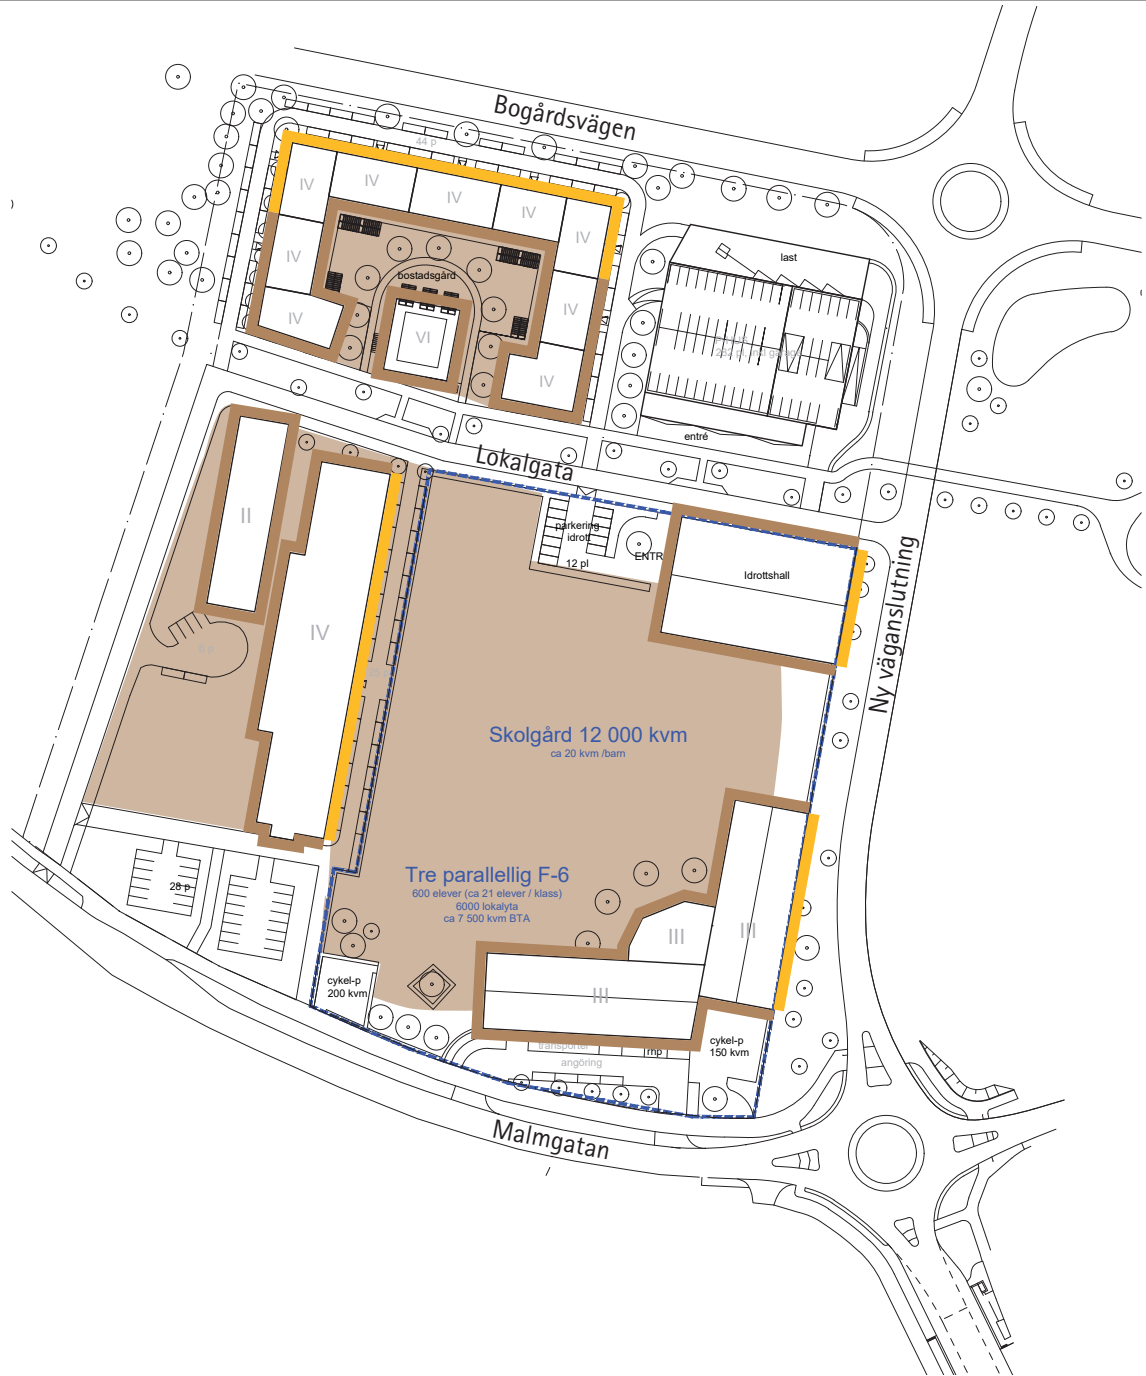 Bogårdsvägen
44 p
IV
IV
IV
IV
IV
IV
IV
IV
IV
bostadsgård
VI
last
entré
Lokalgata
II
IV
parkering
idrott
12 pl
ENTR
Idrottshall
Ny väganslutning
Skolgård 12 000 kvm
ca 20 kvm /barn
Tre parallellig F-6
600 elever (ca 21 elever / klass)
6000 lokalyta
ca 7 500 kvm BTA
III
III
III
28 p
cykel-p
200 kvm
transporter
angöring
rhp
cykel-p
150 kvm
Malmgatan